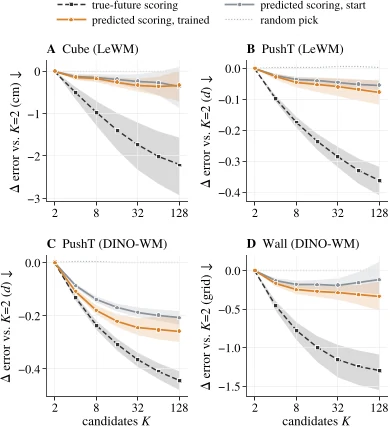 true-future scoring
predicted scoring, start
predicted scoring, trained
random pick
A Cube (LeWM)
B PushT (LeWM)
Δ error vs. K=2 (cm) ↓
0
−1
−2
−3
2 8 32 128
Δ error vs. K=2 (d) ↓
0.0
−0.1
−0.2
−0.3
−0.4
2 8 32 128
C PushT (DINO-WM)
D Wall (DINO-WM)
Δ error vs. K=2 (d) ↓
0.0
−0.2
−0.4
2 8 32 128
candidates K
Δ error vs. K=2 (grid) ↓
0.0
−0.5
−1.0
−1.5
2 8 32 128
candidates K